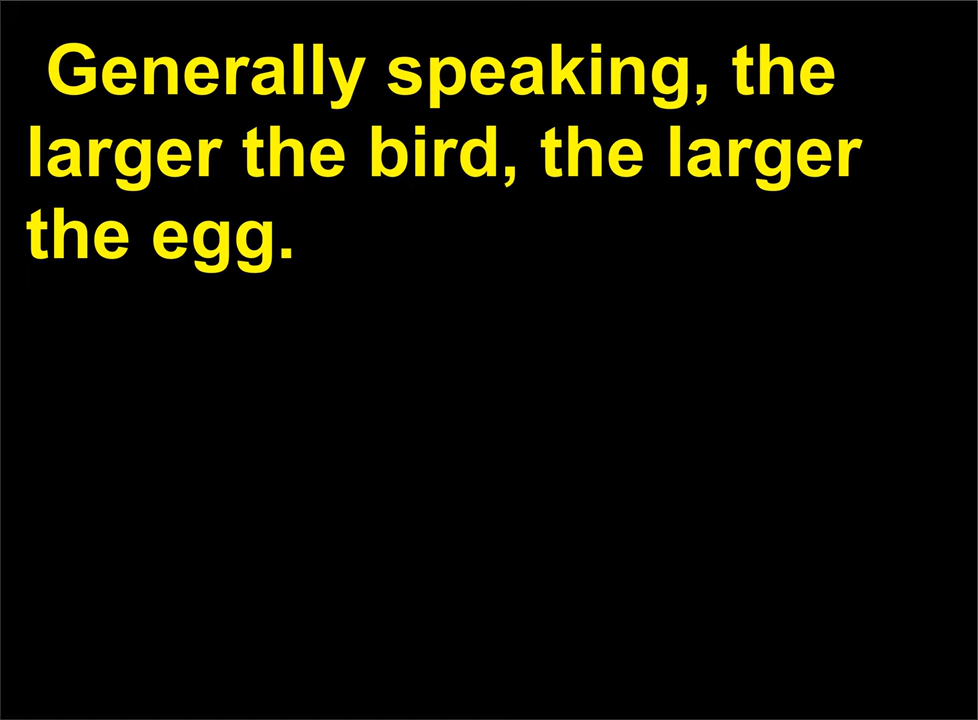 Generally speaking, the
larger the bird, the larger
the egg.